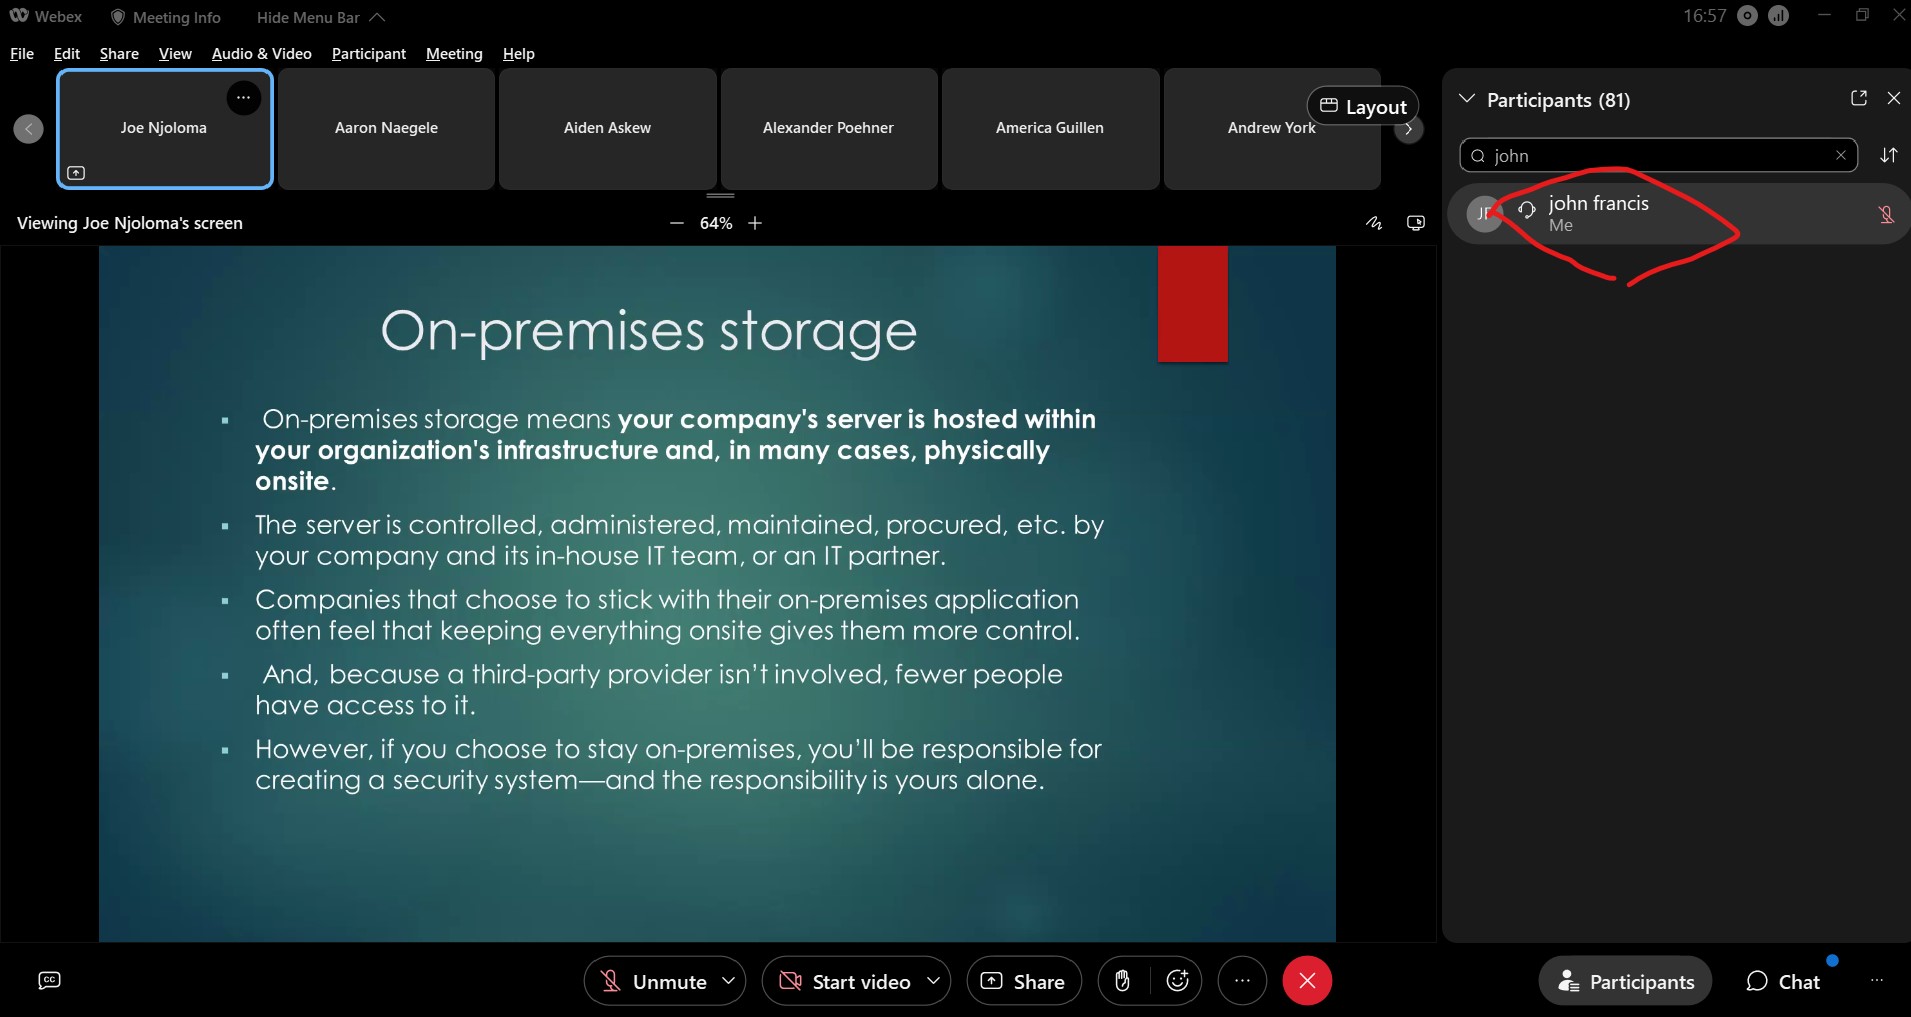 Webex Meeting Info Hide Menu Bar 16:57
File Edit Share View Audio & Video Participant Meeting Help
Joe Njoloma
Aaron Naegele
Aiden Askew
Alexander Poehner
America Guillen
Andrew York
Layout
Viewing Joe Njoloma's screen
64%
On-premises storage
On-premises storage means your company's server is hosted within
your organization's infrastructure and, in many cases, physically
onsite.
The server is controlled, administered, maintained, procured, etc. by
your company and its in-house IT team, or an IT partner.
Companies that choose to stick with their on-premises application
often feel that keeping everything onsite gives them more control.
And, because a third-party provider isn't involved, fewer people
have access to it.
However, if you choose to stay on-premises, you'll be responsible for
creating a security system—and the responsibility is yours alone.
Participants (81)
john
JF
john francis
Me
CC
Unmute
Start video
Share
Participants
Chat